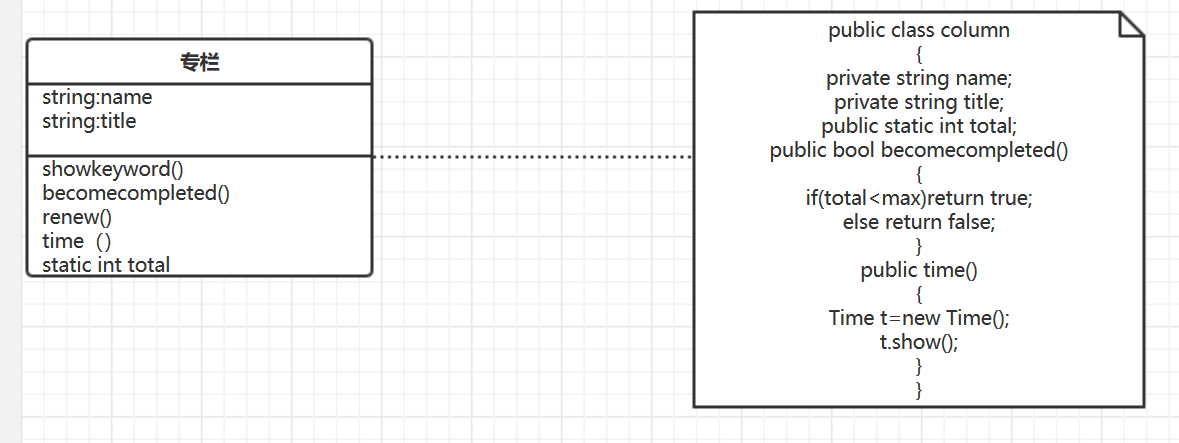 专栏
string:name
string:title
showkeyword()
becomecompleted()
renew()
time（）
static int total
public class column
{
private string name;
private string title;
public static int total;
public bool becomecompleted()
{
if(total<max)return true;
else return false;
}
public time()
{
Time t=new Time();
t.show();
}
}